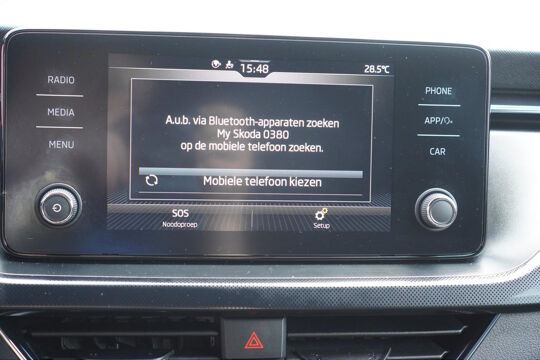 15:48
28.5°C
RADIO
MEDIA
MENU
A.u.b. via Bluetooth-apparaten zoeken
My Skoda 0380
op de mobiele telefoon zoeken.
Mobiele telefoon kiezen
SOS
Noodoproep
Setup
PHONE
APP/
CAR